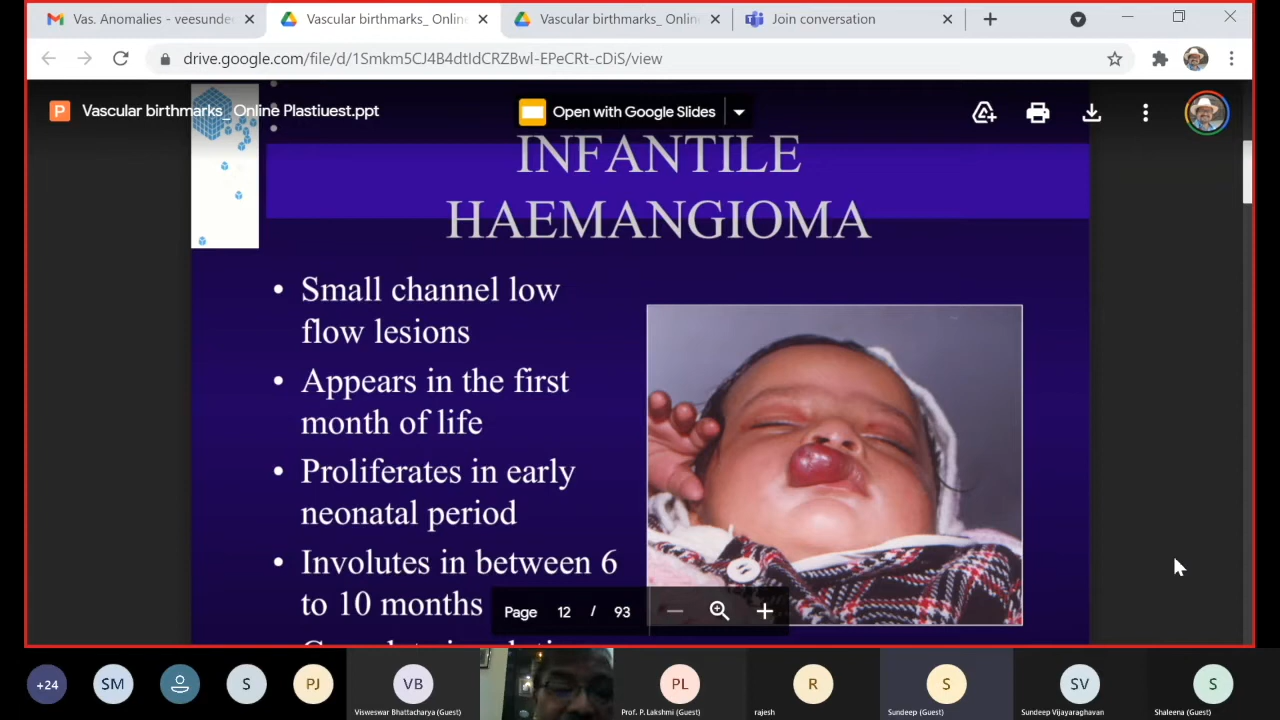 Vas. Anomalies - veesunde
Vascular birthmarks_ Onlin
Vascular birthmarks_ Onlin
Join conversation
drive.google.com/file/d/1Smkm5CJ4B4dtIdCRZBwl-EPeCRt-cDiS/view
P
Vascular birthmarks_ Online Plastiuest.ppt
Open with Google Slides
INFANTILE
HAEMANGIOMA
• Small channel low
flow lesions
• Appears in the first
month of life
• Proliferates in early
neonatal period
• Involutes in between 6
to 10 months
Page 12 / 93
+24
SM
S
PJ
VB
PL
R
S
SV
S
Visweswar Bhattacharya (Guest)
Prof. P. Lakshmi (Guest)
rajesh
Sundeep (Guest)
Sundeep Vijayaraghavan
Shaleena (Guest)